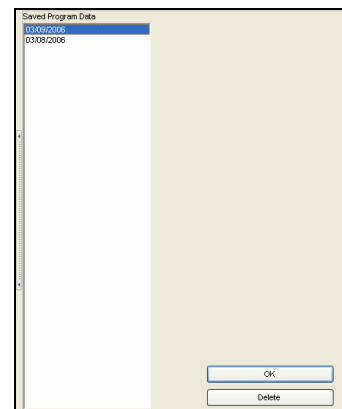 Saved Program Data
03/09/2006
03/08/2006
OK
Delete